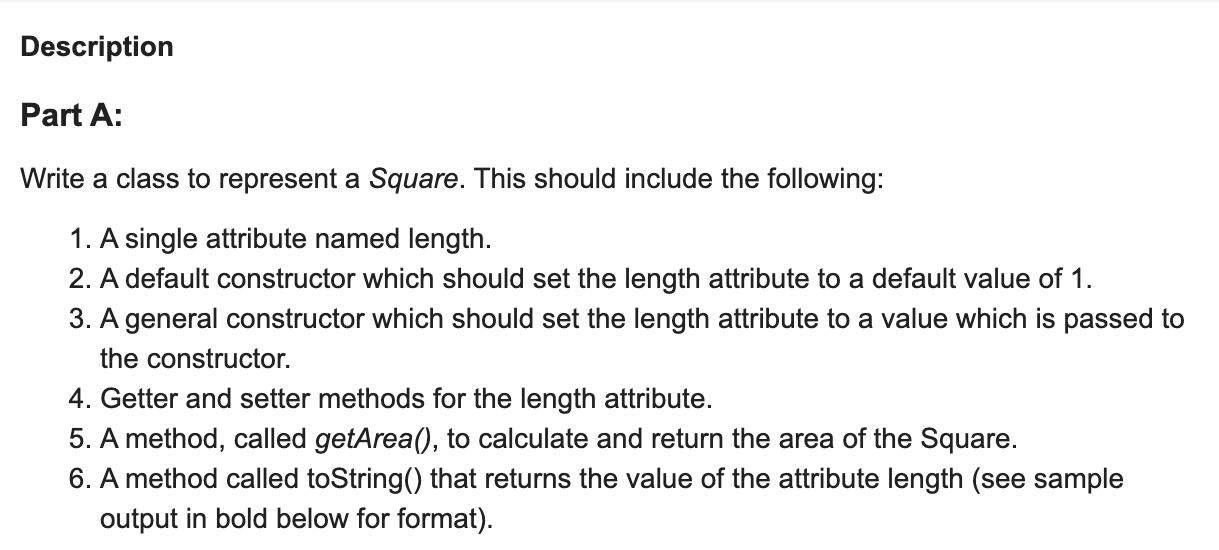 Description
Part A:
Write a class to represent a Square. This should include the following:
1. A single attribute named length.
2. A default constructor which should set the length attribute to a default value of 1.
3. A general constructor which should set the length attribute to a value which is passed to
the constructor.
4. Getter and setter methods for the length attribute.
5. A method, called getArea(), to calculate and return the area of the Square.
6. A method called toString() that returns the value of the attribute length (see sample
output in bold below for format).